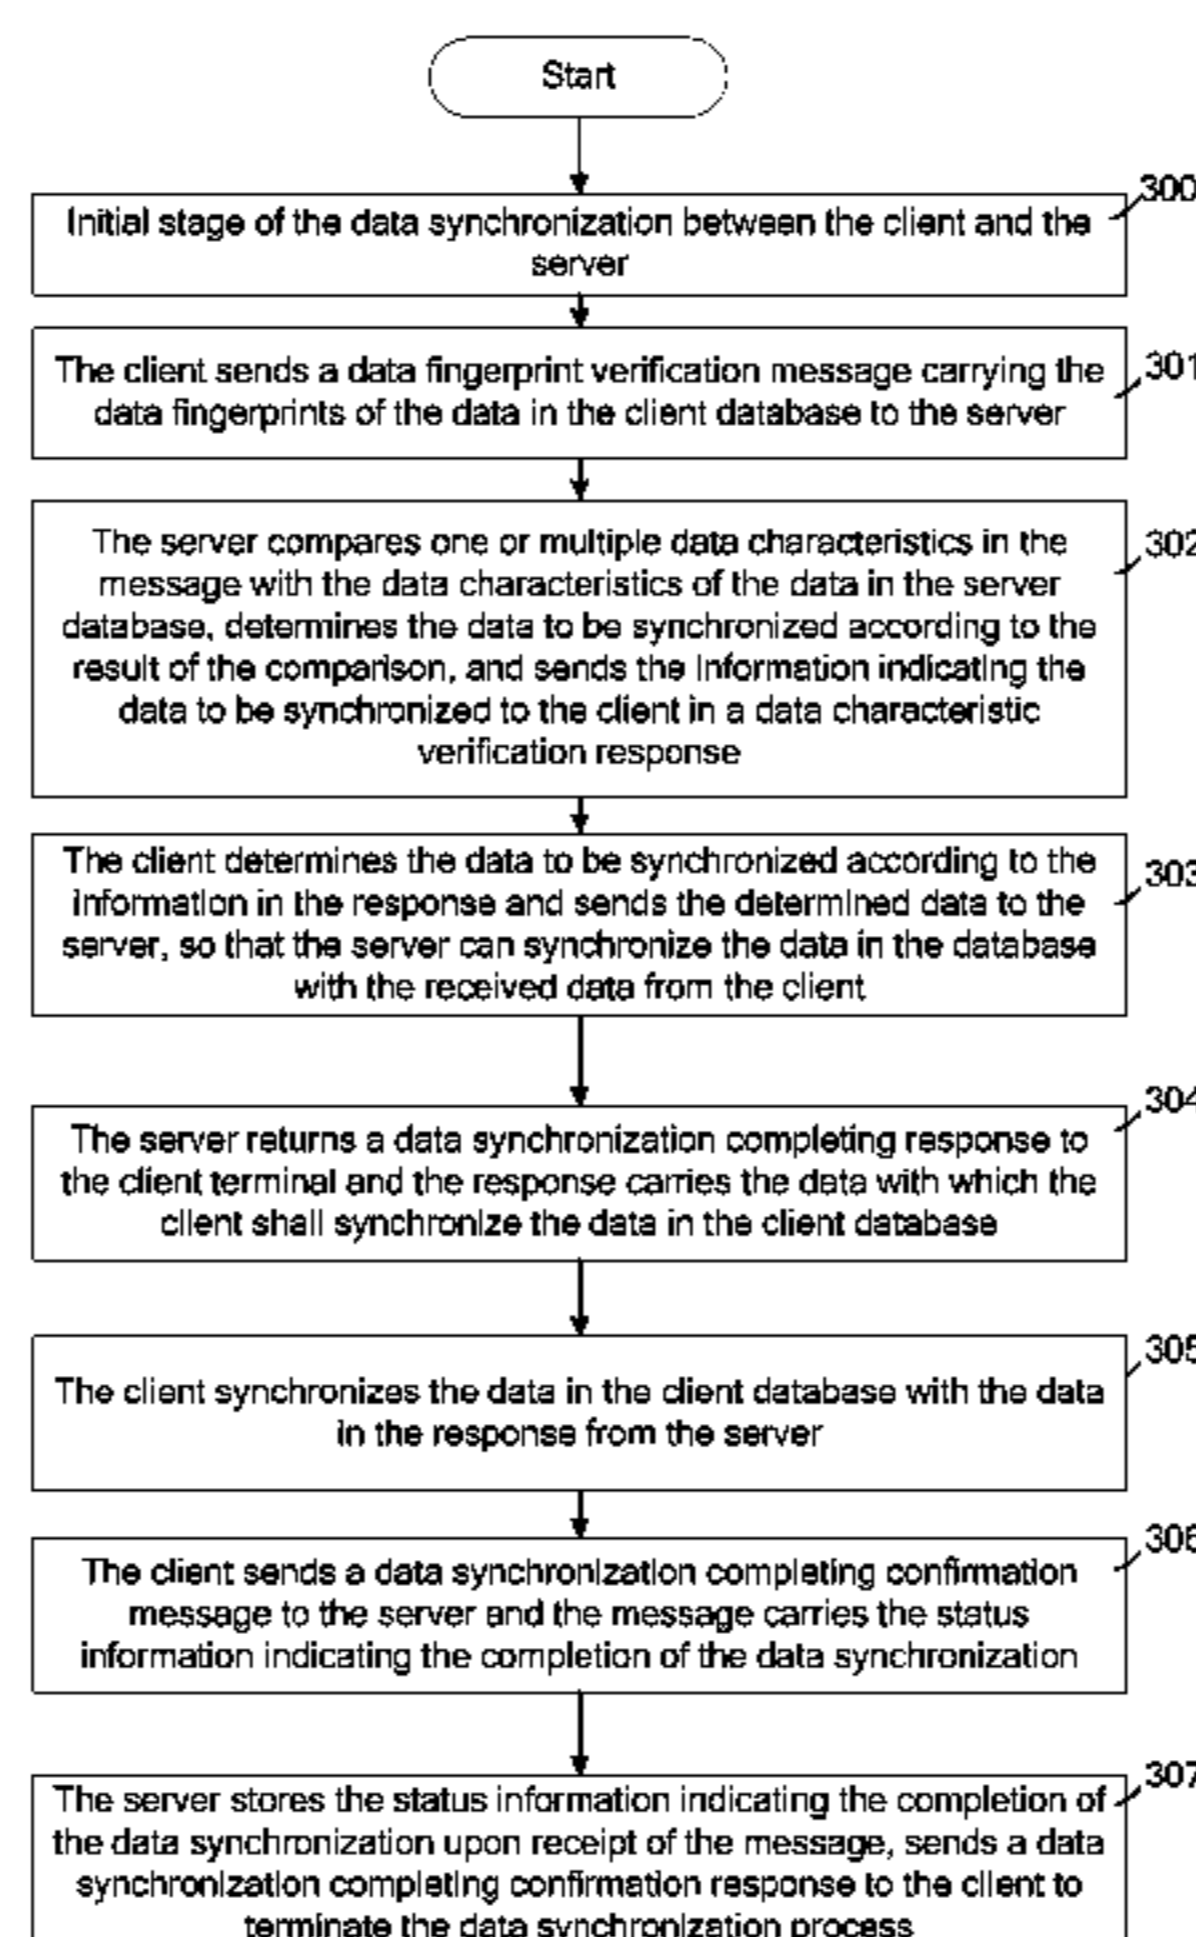 Start
300
Initial stage of the data synchronization between the client and the
server
301
The client sends a data fingerprint verification message carrying the
data fingerprints of the data in the client database to the server
302
The server compares one or multiple data characteristics in the
message with the data characteristics of the data in the server
database, determines the data to be synchronized according to the
result of the comparison, and sends the information indicating the
data to be synchronized to the client in a data characteristic
verification response
303
The client determines the data to be synchronized according to the
information in the response and sends the determined data to the
server, so that the server can synchronize the data in the database
with the received data from the client
304
The server returns a data synchronization completing response to
the client terminal and the response carries the data with which the
client shall synchronize the data in the client database
305
The client synchronizes the data in the client database with the data
in the response from the server
306
The client sends a data synchronization completing confirmation
message to the server and the message carries the status
information indicating the completion of the data synchronization
307
The server stores the status information indicating the completion of
the data synchronization upon receipt of the message, sends a data
synchronization completing confirmation response to the client to
terminate the data synchronization process